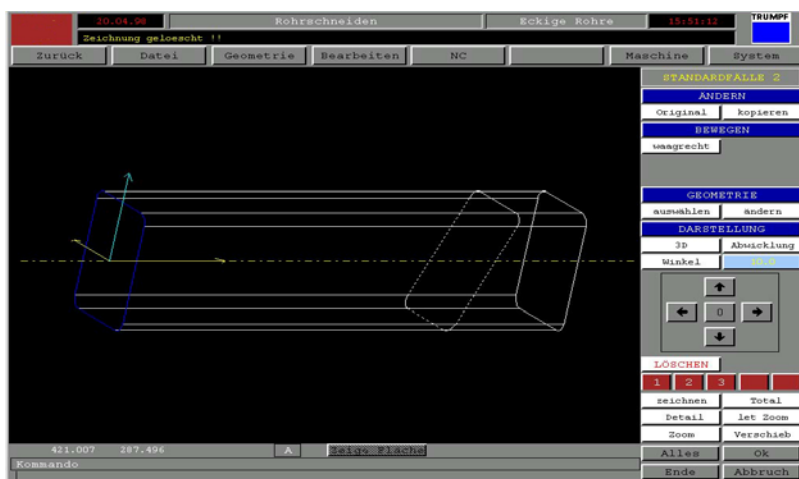 20.04.98 Rohrschneiden Eckige Rohre 15:51:12 TRUMPF
Zeichnung geloescht !!
Zurück Datei Geometrie Bearbeiten NC Maschine System
STANDARDFÄLLE 2
ÄNDERN
Original kopieren
BEWEGEN
waagrecht
GEOMETRIE
auswählen ändern
DARSTELLUNG
3D Abwicklung
Winkel 10.0
0
LÖSCHEN
1 2 3
zeichnen Total
Detail let Zoom
Zoom Verschieb
421.007 287.496 A Zeige Fläche
Alles Ok
Kommando
Ende Abbruch